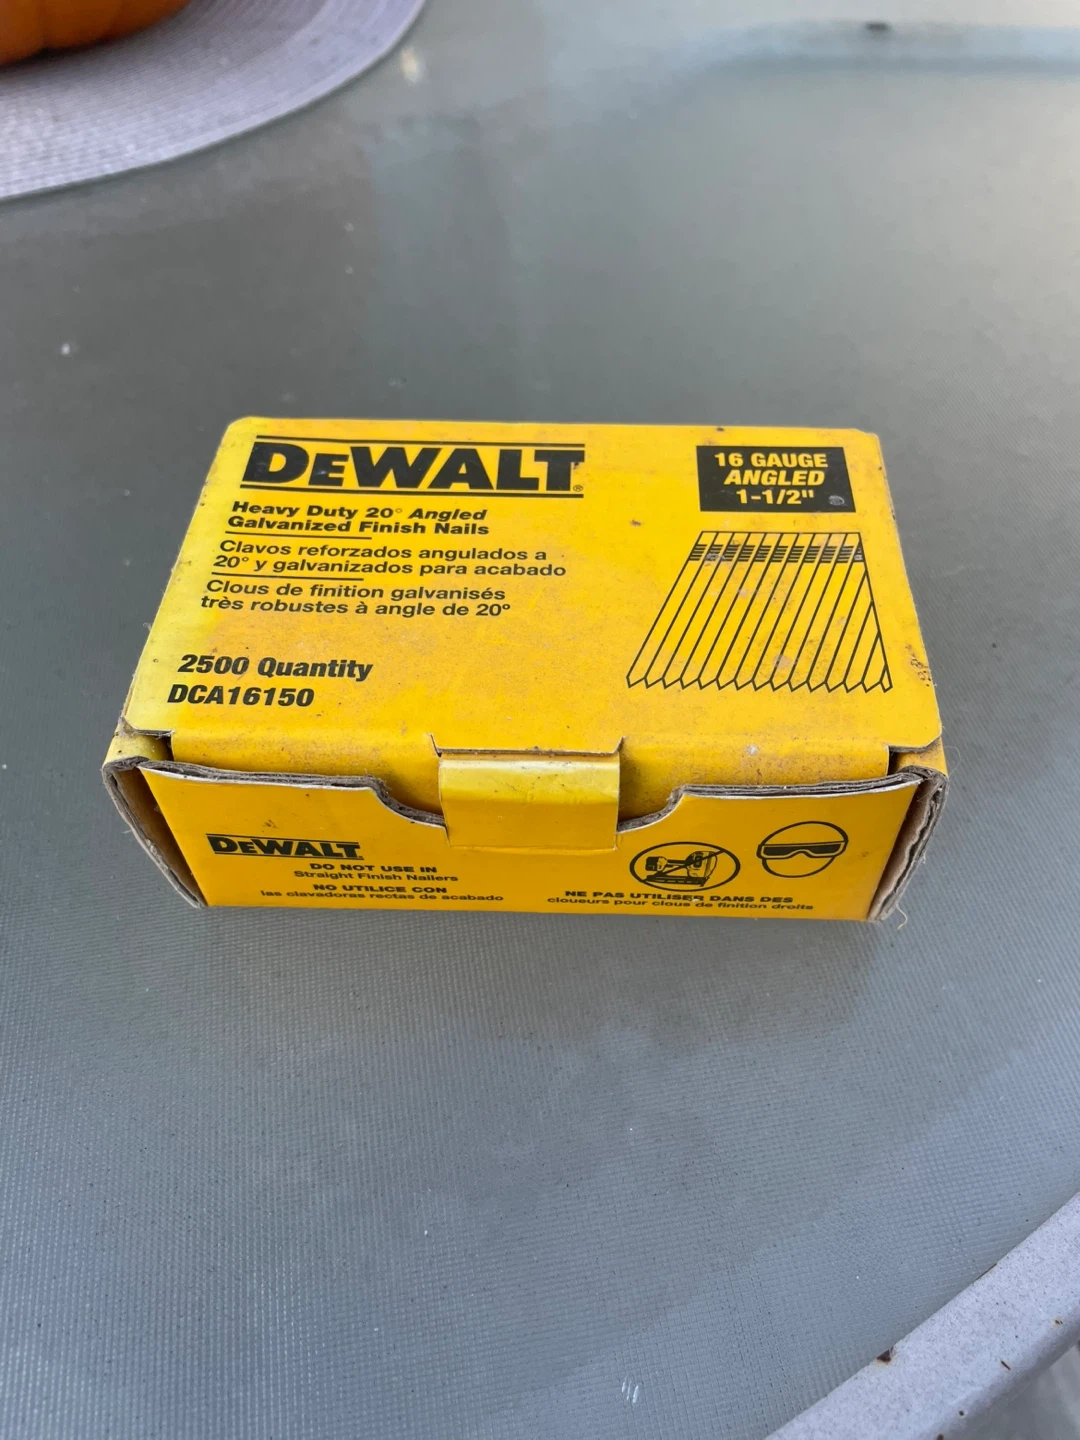 DEWALT®
Heavy Duty 20° Angled
Galvanized Finish Nails
Clavos reforzados angulados a
20° y galvanizados para acabado
Clous de finition galvanisés
très robustes à angle de 20°
2500 Quantity
DCA16150
16 GAUGE
ANGLED
1-1/2"
DEWALT
DO NOT USE IN
Straight Finish Nailers
NO UTILICE CON
las clavadoras rectas de acabado
NE PAS UTILISER DANS DES
cloueurs pour clous de finition droits